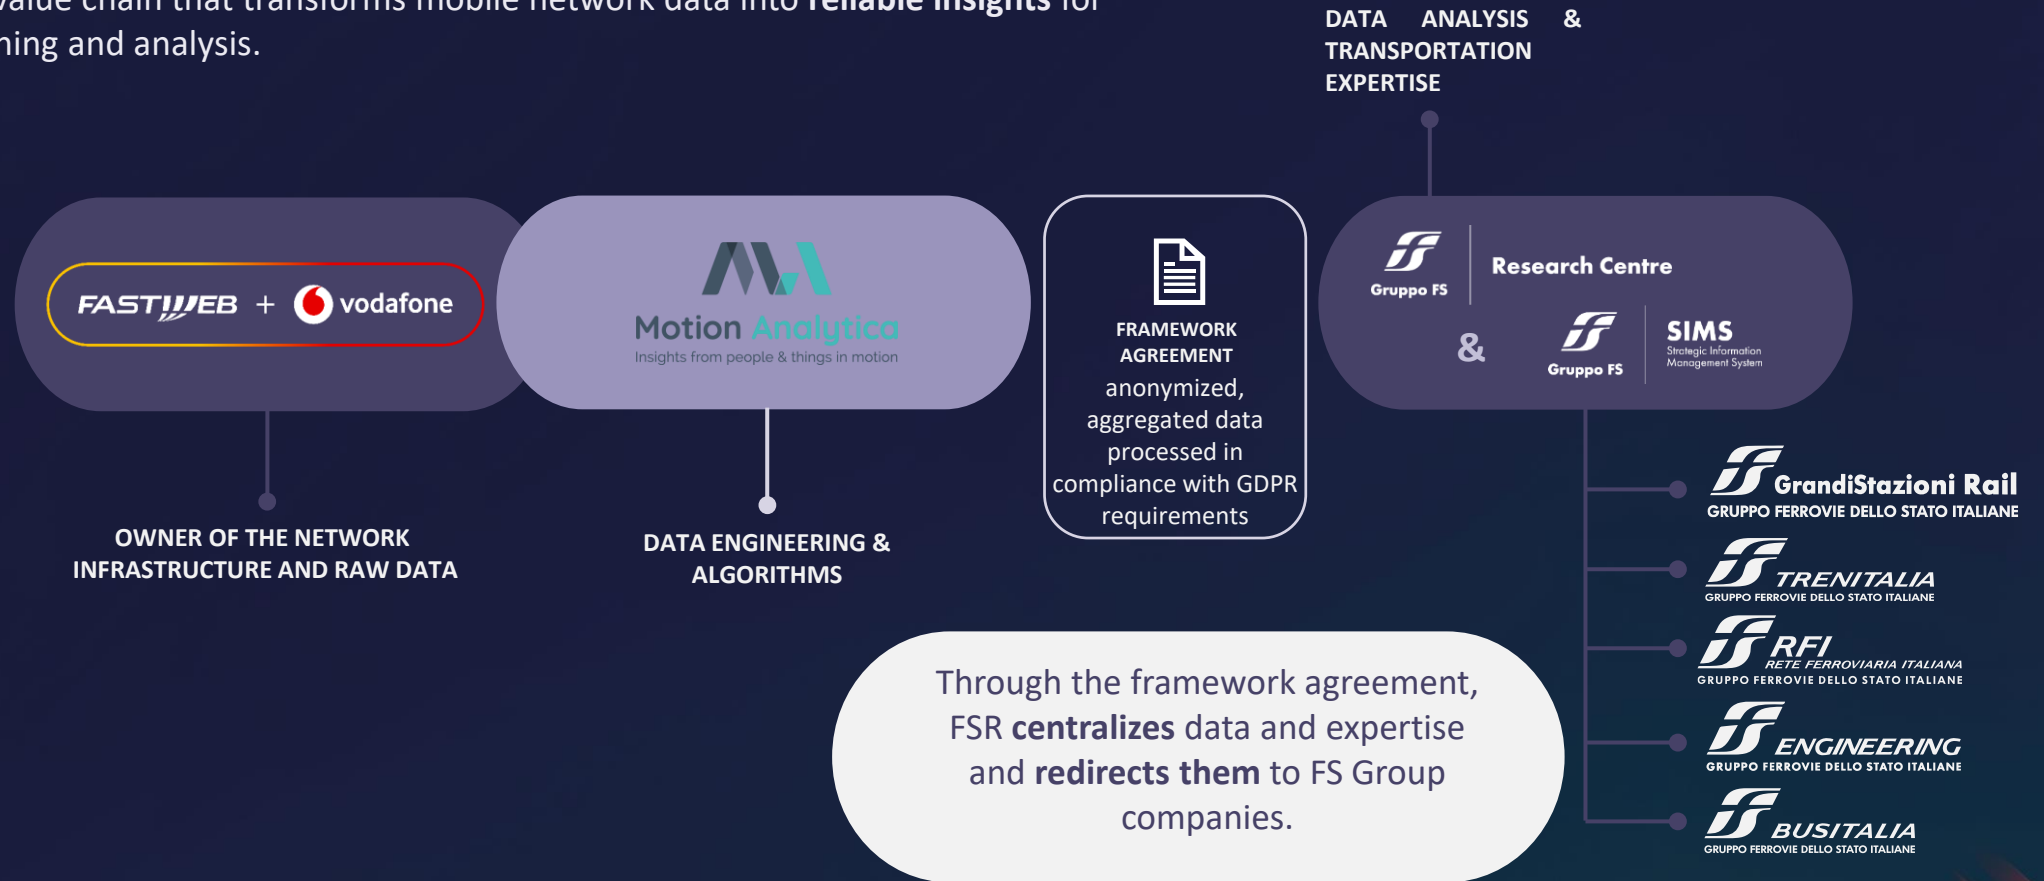 value chain that transforms mobile network data into reliable insights for
ning and analysis.
DATA ANALYSIS &
TRANSPORTATION
EXPERTISE
FASTWEB + vodafone
Motion Analytica
Insights from people & things in motion
FRAMEWORK
AGREEMENT
anonymized,
aggregated data
processed in
compliance with GDPR
requirements
Gruppo FS
Research Centre
&
Gruppo FS
SIMS
Strategic Information
Management System
OWNER OF THE NETWORK
INFRASTRUCTURE AND RAW DATA
DATA ENGINEERING &
ALGORITHMS
GrandiStazioni Rail
GRUPPO FERROVIE DELLO STATO ITALIANE
TRENITALIA
GRUPPO FERROVIE DELLO STATO ITALIANE
RFI
RETE FERROVIARIA ITALIANA
GRUPPO FERROVIE DELLO STATO ITALIANE
ENGINEERING
GRUPPO FERROVIE DELLO STATO ITALIANE
BUSITALIA
GRUPPO FERROVIE DELLO STATO ITALIANE
Through the framework agreement,
FSR centralizes data and expertise
and redirects them to FS Group
companies.